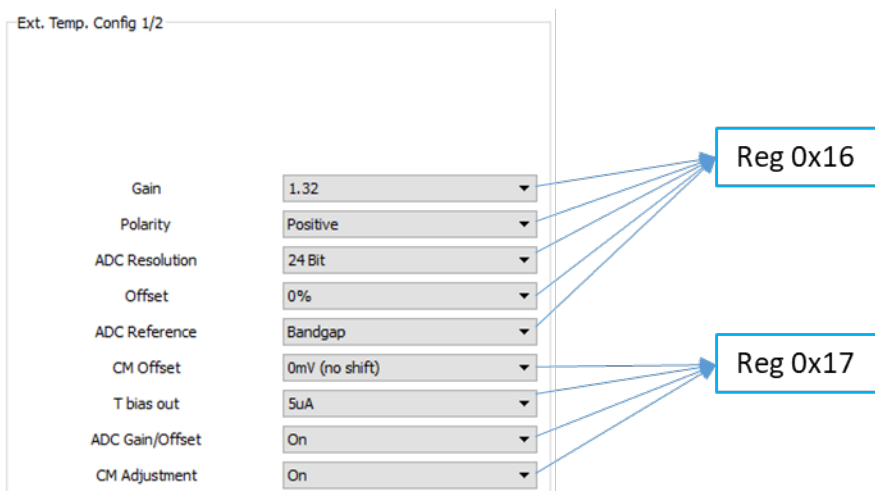 Ext. Temp. Config 1/2
Gain 1.32
Polarity Positive
ADC Resolution 24 Bit
Offset 0%
ADC Reference Bandgap
CM Offset 0mV (no shift)
T bias out 5uA
ADC Gain/Offset On
CM Adjustment On
Reg 0x16
Reg 0x17